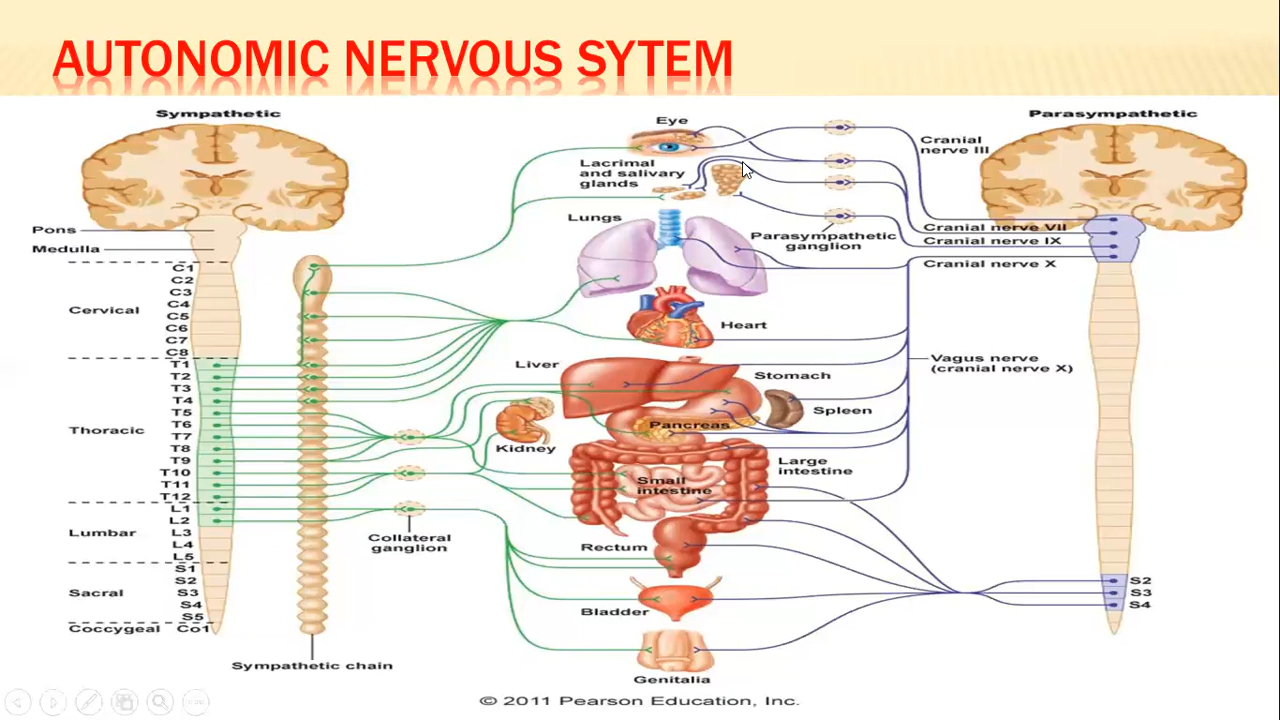 AUTONOMIC NERVOUS SYTEM
Sympathetic
Pons
Medulla
C1
C2
C3
C4
C5
C6
C7
C8
Cervical
T1
T2
T3
T4
T5
T6
T7
T8
T9
T10
T11
T12
Thoracic
L1
L2
L3
L4
L5
Lumbar
S1
S2
S3
S4
S5
Sacral
Coccygeal Co1
Sympathetic chain
Collateral
ganglion
Eye
Lacrimal
and salivary
glands
Lungs
Heart
Liver
Stomach
Spleen
Pancreas
Kidney
Large
intestine
Small
intestine
Rectum
Bladder
Genitalia
Parasympathetic
ganglion
Parasympathetic
Cranial
nerve III
Cranial nerve VII
Cranial nerve IX
Cranial nerve X
Vagus nerve
(cranial nerve X)
S2
S3
S4
© 2011 Pearson Education, Inc.